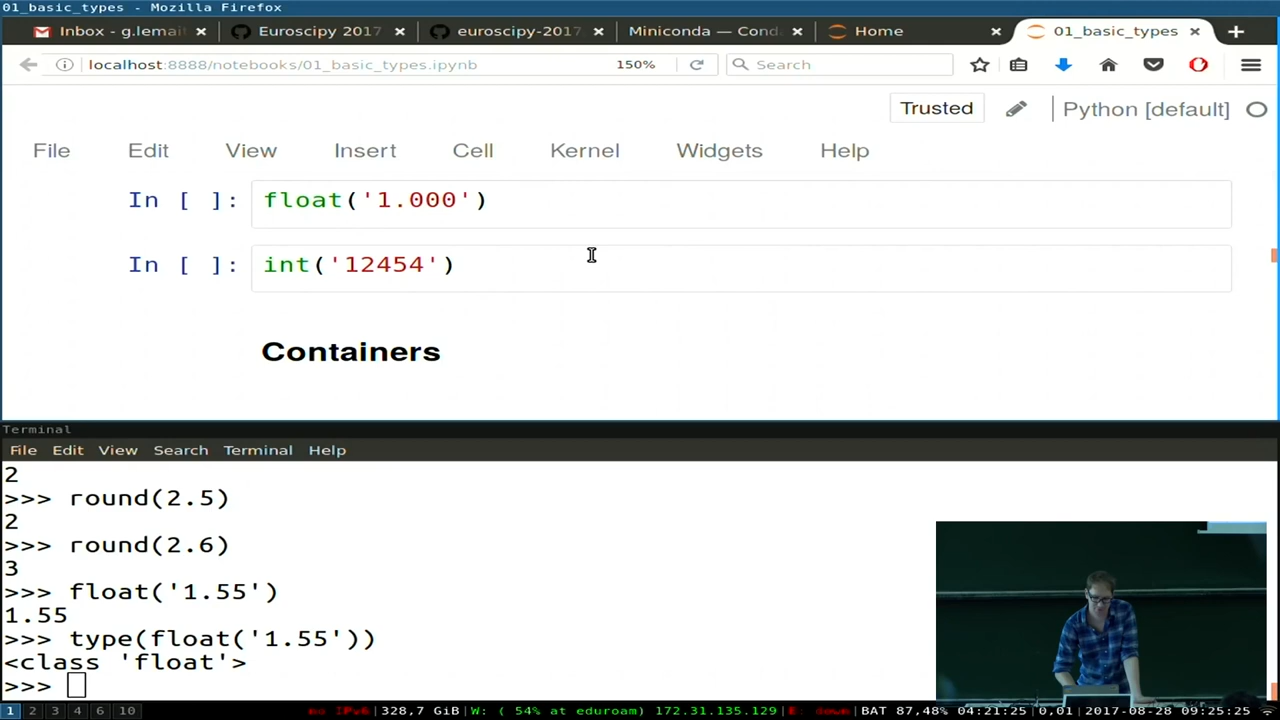 01_basic_types - Mozilla Firefox
Inbox - g.lemait
Euroscipy 2017
euroscipy-2017
Miniconda — Cond
Home
01_basic_types
localhost:8888/notebooks/01_basic_types.ipynb
150%
Search
Trusted
Python [default]
File Edit View Insert Cell Kernel Widgets Help
In [ ]: float('1.000')
In [ ]: int('12454')
Containers
Terminal
File Edit View Search Terminal Help
2
>>> round(2.5)
2
>>> round(2.6)
3
>>> float('1.55')
1.55
>>> type(float('1.55'))
<class 'float'>
>>>
1 2 3 4 6 10
no IPv6|328,7 GiB|W: ( 54% at eduroam) 172.31.135.129|E: down|BAT 87,48% 04:21:25|0,01|2017-08-28 09:25:25